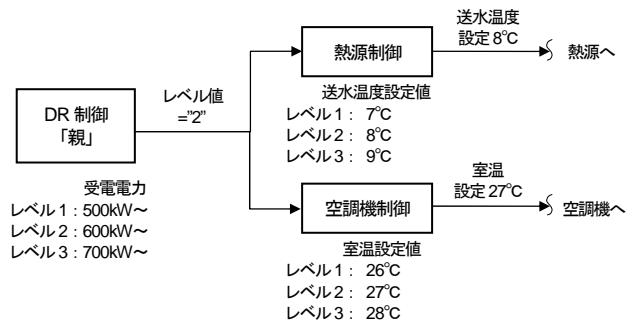 DR 制御
「親」
受電電力
レベル 1 : 500kW～
レベル 2 : 600kW～
レベル 3 : 700kW～
レベル値
="2"
熱源制御
送水温度設定値
レベル 1 : 7℃
レベル 2 : 8℃
レベル 3 : 9℃
送水温度
設定 8℃
熱源へ
空調機制御
室温設定値
レベル 1 : 26℃
レベル 2 : 27℃
レベル 3 : 28℃
室温
設定 27℃
空調機へ